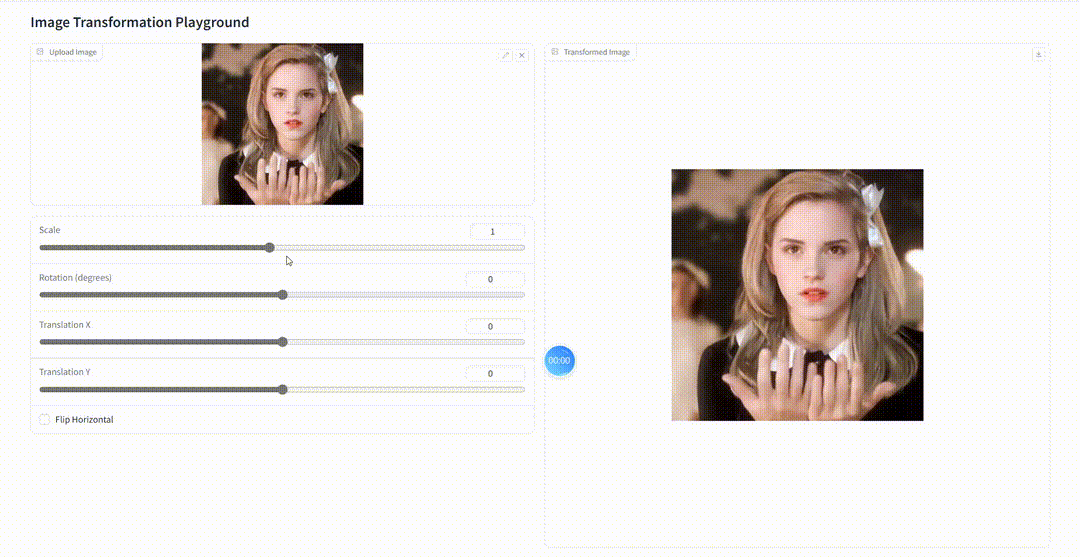 Image Transformation Playground
Upload Image
Transformed Image
Scale
1
Rotation (degrees)
0
Translation X
0
00:00
Translation Y
0
Flip Horizontal